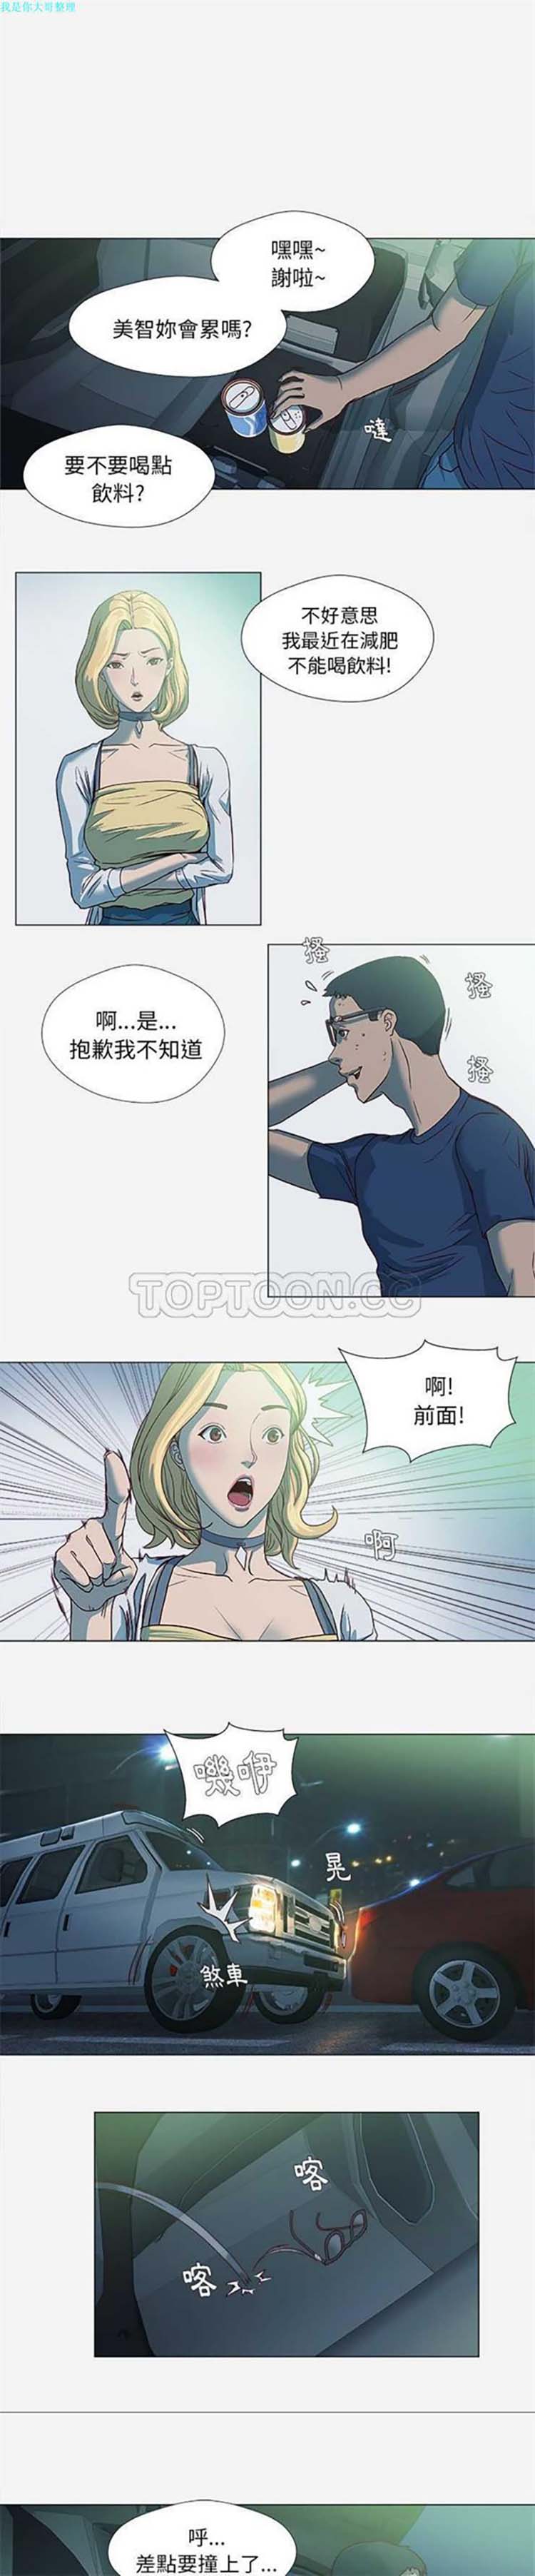 我是你大哥整理
嘿嘿~
謝啦~
美智妳會累嗎?
噠
要不要喝點
飲料?
不好意思
我最近在減肥
不能喝飲料!
搔
搔
啊...是...
抱歉我不知道
搔
TOPTOON.CC
啊!
前面!
啊
嘰咿
晃
煞車
喀
喀
呼...
差點要撞上了...